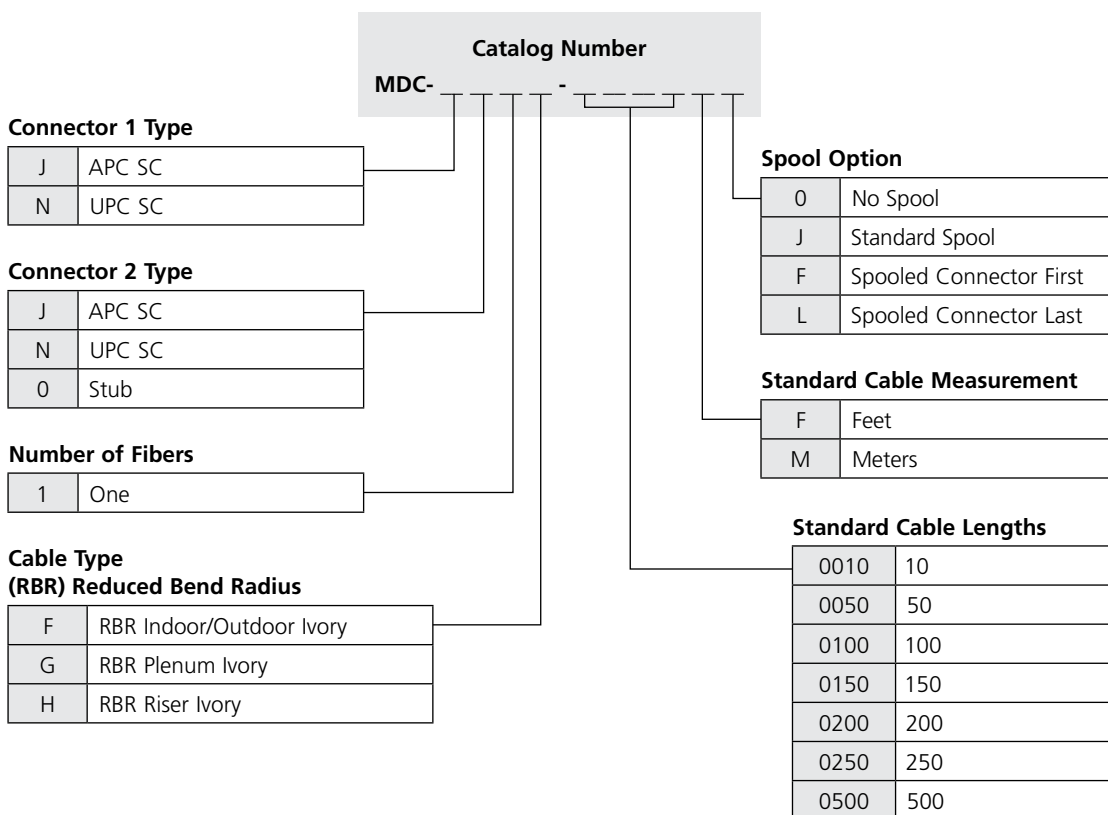 Catalog Number
MDC- _ _ _ _ - _ _ _ _ _ _
Connector 1 Type
J APC SC
N UPC SC
Connector 2 Type
J APC SC
N UPC SC
0 Stub
Number of Fibers
1 One
Cable Type
(RBR) Reduced Bend Radius
F RBR Indoor/Outdoor Ivory
G RBR Plenum Ivory
H RBR Riser Ivory
Spool Option
0 No Spool
J Standard Spool
F Spooled Connector First
L Spooled Connector Last
Standard Cable Measurement
F Feet
M Meters
Standard Cable Lengths
0010 10
0050 50
0100 100
0150 150
0200 200
0250 250
0500 500